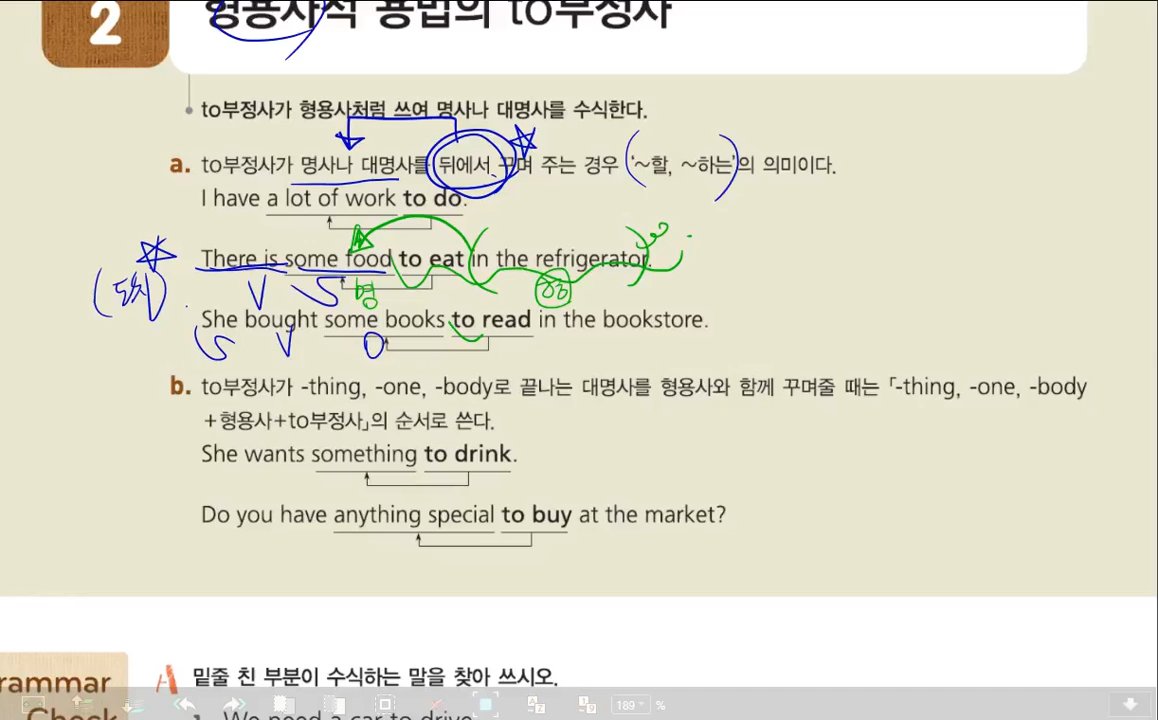 2 형용사적 용법의 to부정사
to부정사가 형용사처럼 쓰여 명사나 대명사를 수식한다.
a. to부정사가 명사나 대명사를 뒤에서 꾸며 주는 경우 '~할, ~하는'의 의미이다.
I have a lot of work to do.
There is some food to eat in the refrigerator.
V S 형
She bought some books to read in the bookstore.
S V O
b. to부정사가 -thing, -one, -body로 끝나는 대명사를 형용사와 함께 꾸며줄 때는 「-thing, -one, -body
+형용사+to부정사」의 순서로 쓴다.
She wants something to drink.
Do you have anything special to buy at the market?
rammar
Check
A 밑줄 친 부분이 수식하는 말을 찾아 쓰시오.
We need a car to drive.
189 %